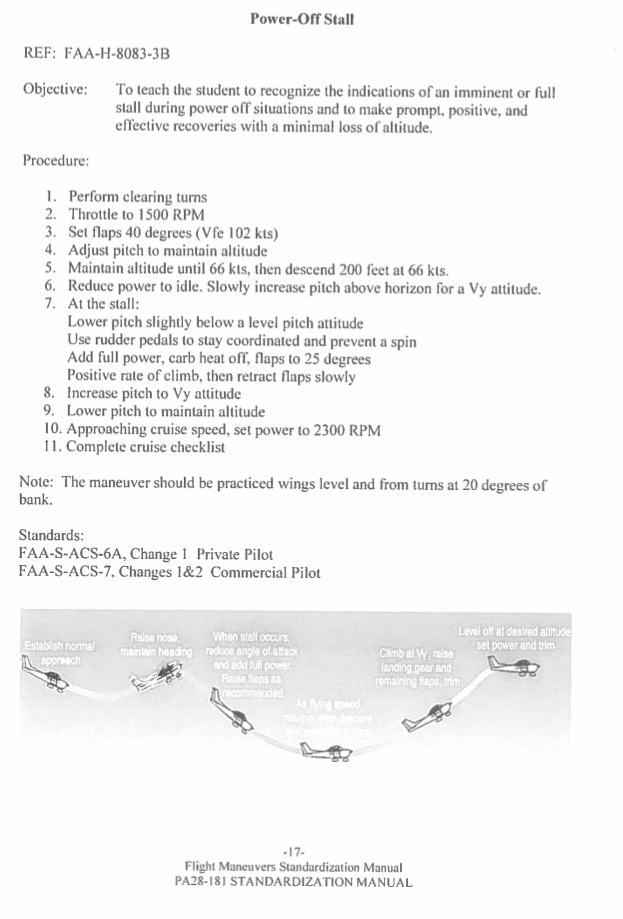 Power-Off Stall
REF: FAA-H-8083-3B
Objective: To teach the student to recognize the indications of an imminent or full
stall during power off situations and to make prompt, positive, and
effective recoveries with a minimal loss of altitude.
Procedure:
1. Perform clearing turns
2. Throttle to 1500 RPM
3. Set flaps 40 degrees (Vfe 102 kts)
4. Adjust pitch to maintain altitude
5. Maintain altitude until 66 kts, then descend 200 feet at 66 kts.
6. Reduce power to idle. Slowly increase pitch above horizon for a Vy attitude.
7. At the stall:
Lower pitch slightly below a level pitch attitude
Use rudder pedals to stay coordinated and prevent a spin
Add full power, carb heat off, flaps to 25 degrees
Positive rate of climb, then retract flaps slowly
8. Increase pitch to Vy attitude
9. Lower pitch to maintain altitude
10. Approaching cruise speed, set power to 2300 RPM
11. Complete cruise checklist
Note: The maneuver should be practiced wings level and from turns at 20 degrees of
bank.
Standards:
FAA-S-ACS-6A, Change 1 Private Pilot
FAA-S-ACS-7, Changes 1&2 Commercial Pilot
Establish normal
approach
Raise nose,
maintain heading
When stall occurs,
reduce angle of attack
and add full power.
Raise flaps as
recommended
As flying speed
returns, stop descent
Climb at Vy, raise
landing gear and
remaining flaps, trim
Level off at desired altitude
set power and trim
-17-
Flight Maneuvers Standardization Manual
PA28-181 STANDARDIZATION MANUAL